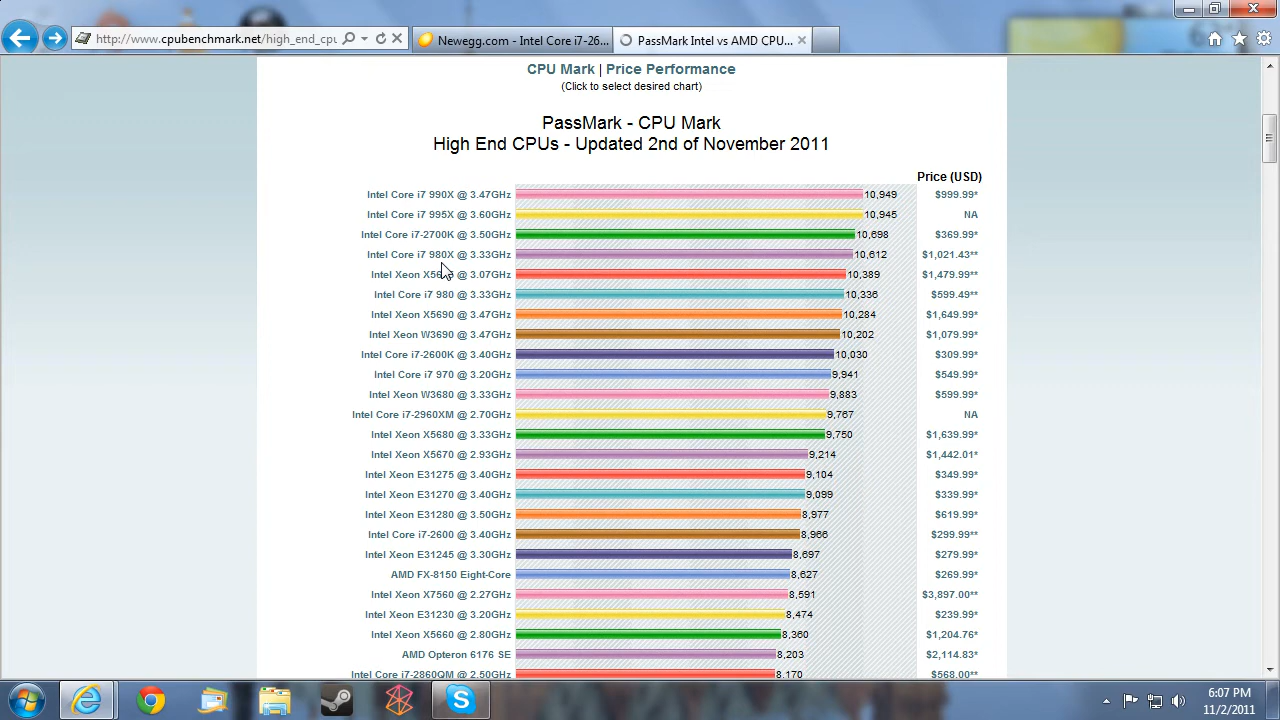 http://www.cpubenchmark.net/high_end_cpu
Newegg.com - Intel Core i7-26...
PassMark Intel vs AMD CPU...
CPU Mark | Price Performance
(Click to select desired chart)
PassMark - CPU Mark
High End CPUs - Updated 2nd of November 2011
Price (USD)
Intel Core i7 990X @ 3.47GHz 10,949 $999.99*
Intel Core i7 995X @ 3.60GHz 10,945 NA
Intel Core i7-2700K @ 3.50GHz 10,698 $369.99*
Intel Core i7 980X @ 3.33GHz 10,612 $1,021.43**
Intel Xeon @ 3.07GHz 10,389 $1,479.99**
Intel Core i7 980 @ 3.33GHz 10,336 $599.49**
Intel Xeon X5690 @ 3.47GHz 10,284 $1,649.99*
Intel Xeon W3690 @ 3.47GHz 10,202 $1,079.99*
Intel Core i7-2600K @ 3.40GHz 10,030 $309.99*
Intel Core i7 970 @ 3.20GHz 9,941 $549.99*
Intel Xeon W3680 @ 3.33GHz 9,883 $599.99*
Intel Core i7-2960XM @ 2.70GHz 9,767 NA
Intel Xeon X5680 @ 3.33GHz 9,750 $1,639.99*
Intel Xeon X5670 @ 2.93GHz 9,214 $1,442.01*
Intel Xeon E31275 @ 3.40GHz 9,104 $349.99*
Intel Xeon E31270 @ 3.40GHz 9,099 $339.99*
Intel Xeon E31280 @ 3.50GHz 8,977 $619.99*
Intel Core i7-2600 @ 3.40GHz 8,966 $299.99**
Intel Xeon E31245 @ 3.30GHz 8,697 $279.99*
AMD FX-8150 Eight-Core 8,627 $269.99*
Intel Xeon X7560 @ 2.27GHz 8,591 $3,897.00**
Intel Xeon E31230 @ 3.20GHz 8,474 $239.99*
Intel Xeon X5660 @ 2.80GHz 8,360 $1,204.76*
AMD Opteron 6176 SE 8,203 $2,114.83*
Intel Core i7-2860QM @ 2.50GHz 8,170 $568.00**
6:07 PM
11/2/2011